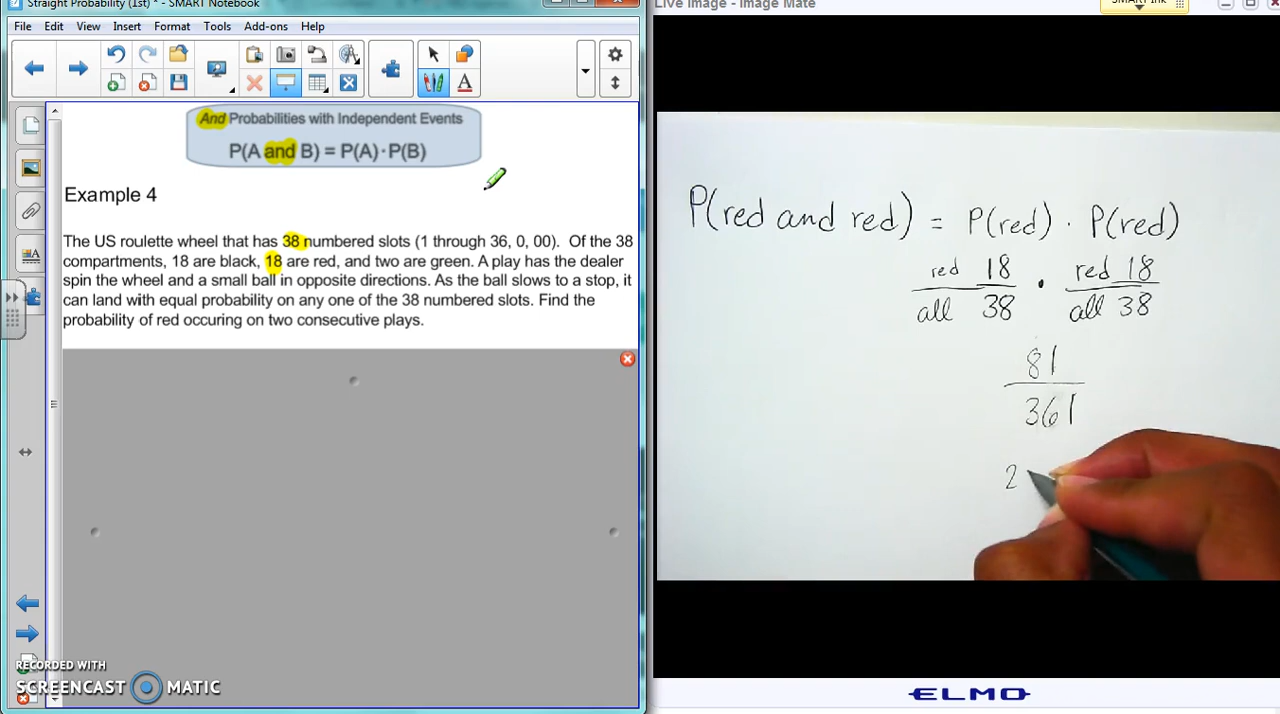 Straight Probability (1st) * - SMART Notebook
File Edit View Insert Format Tools Add-ons Help
And Probabilities with Independent Events
P(A and B) = P(A)·P(B)
Example 4
The US roulette wheel that has 38 numbered slots (1 through 36, 0, 00). Of the 38
compartments, 18 are black, 18 are red, and two are green. A play has the dealer
spin the wheel and a small ball in opposite directions. As the ball slows to a stop, it
can land with equal probability on any one of the 38 numbered slots. Find the
probability of red occuring on two consecutive plays.
RECORDED WITH
SCREENCAST MATIC
Live Image - Image Mate
SMART Ink
P(red and red) = P(red) · P(red)
red 18 · red 18
all 38 all 38
81
361
2
ELMO